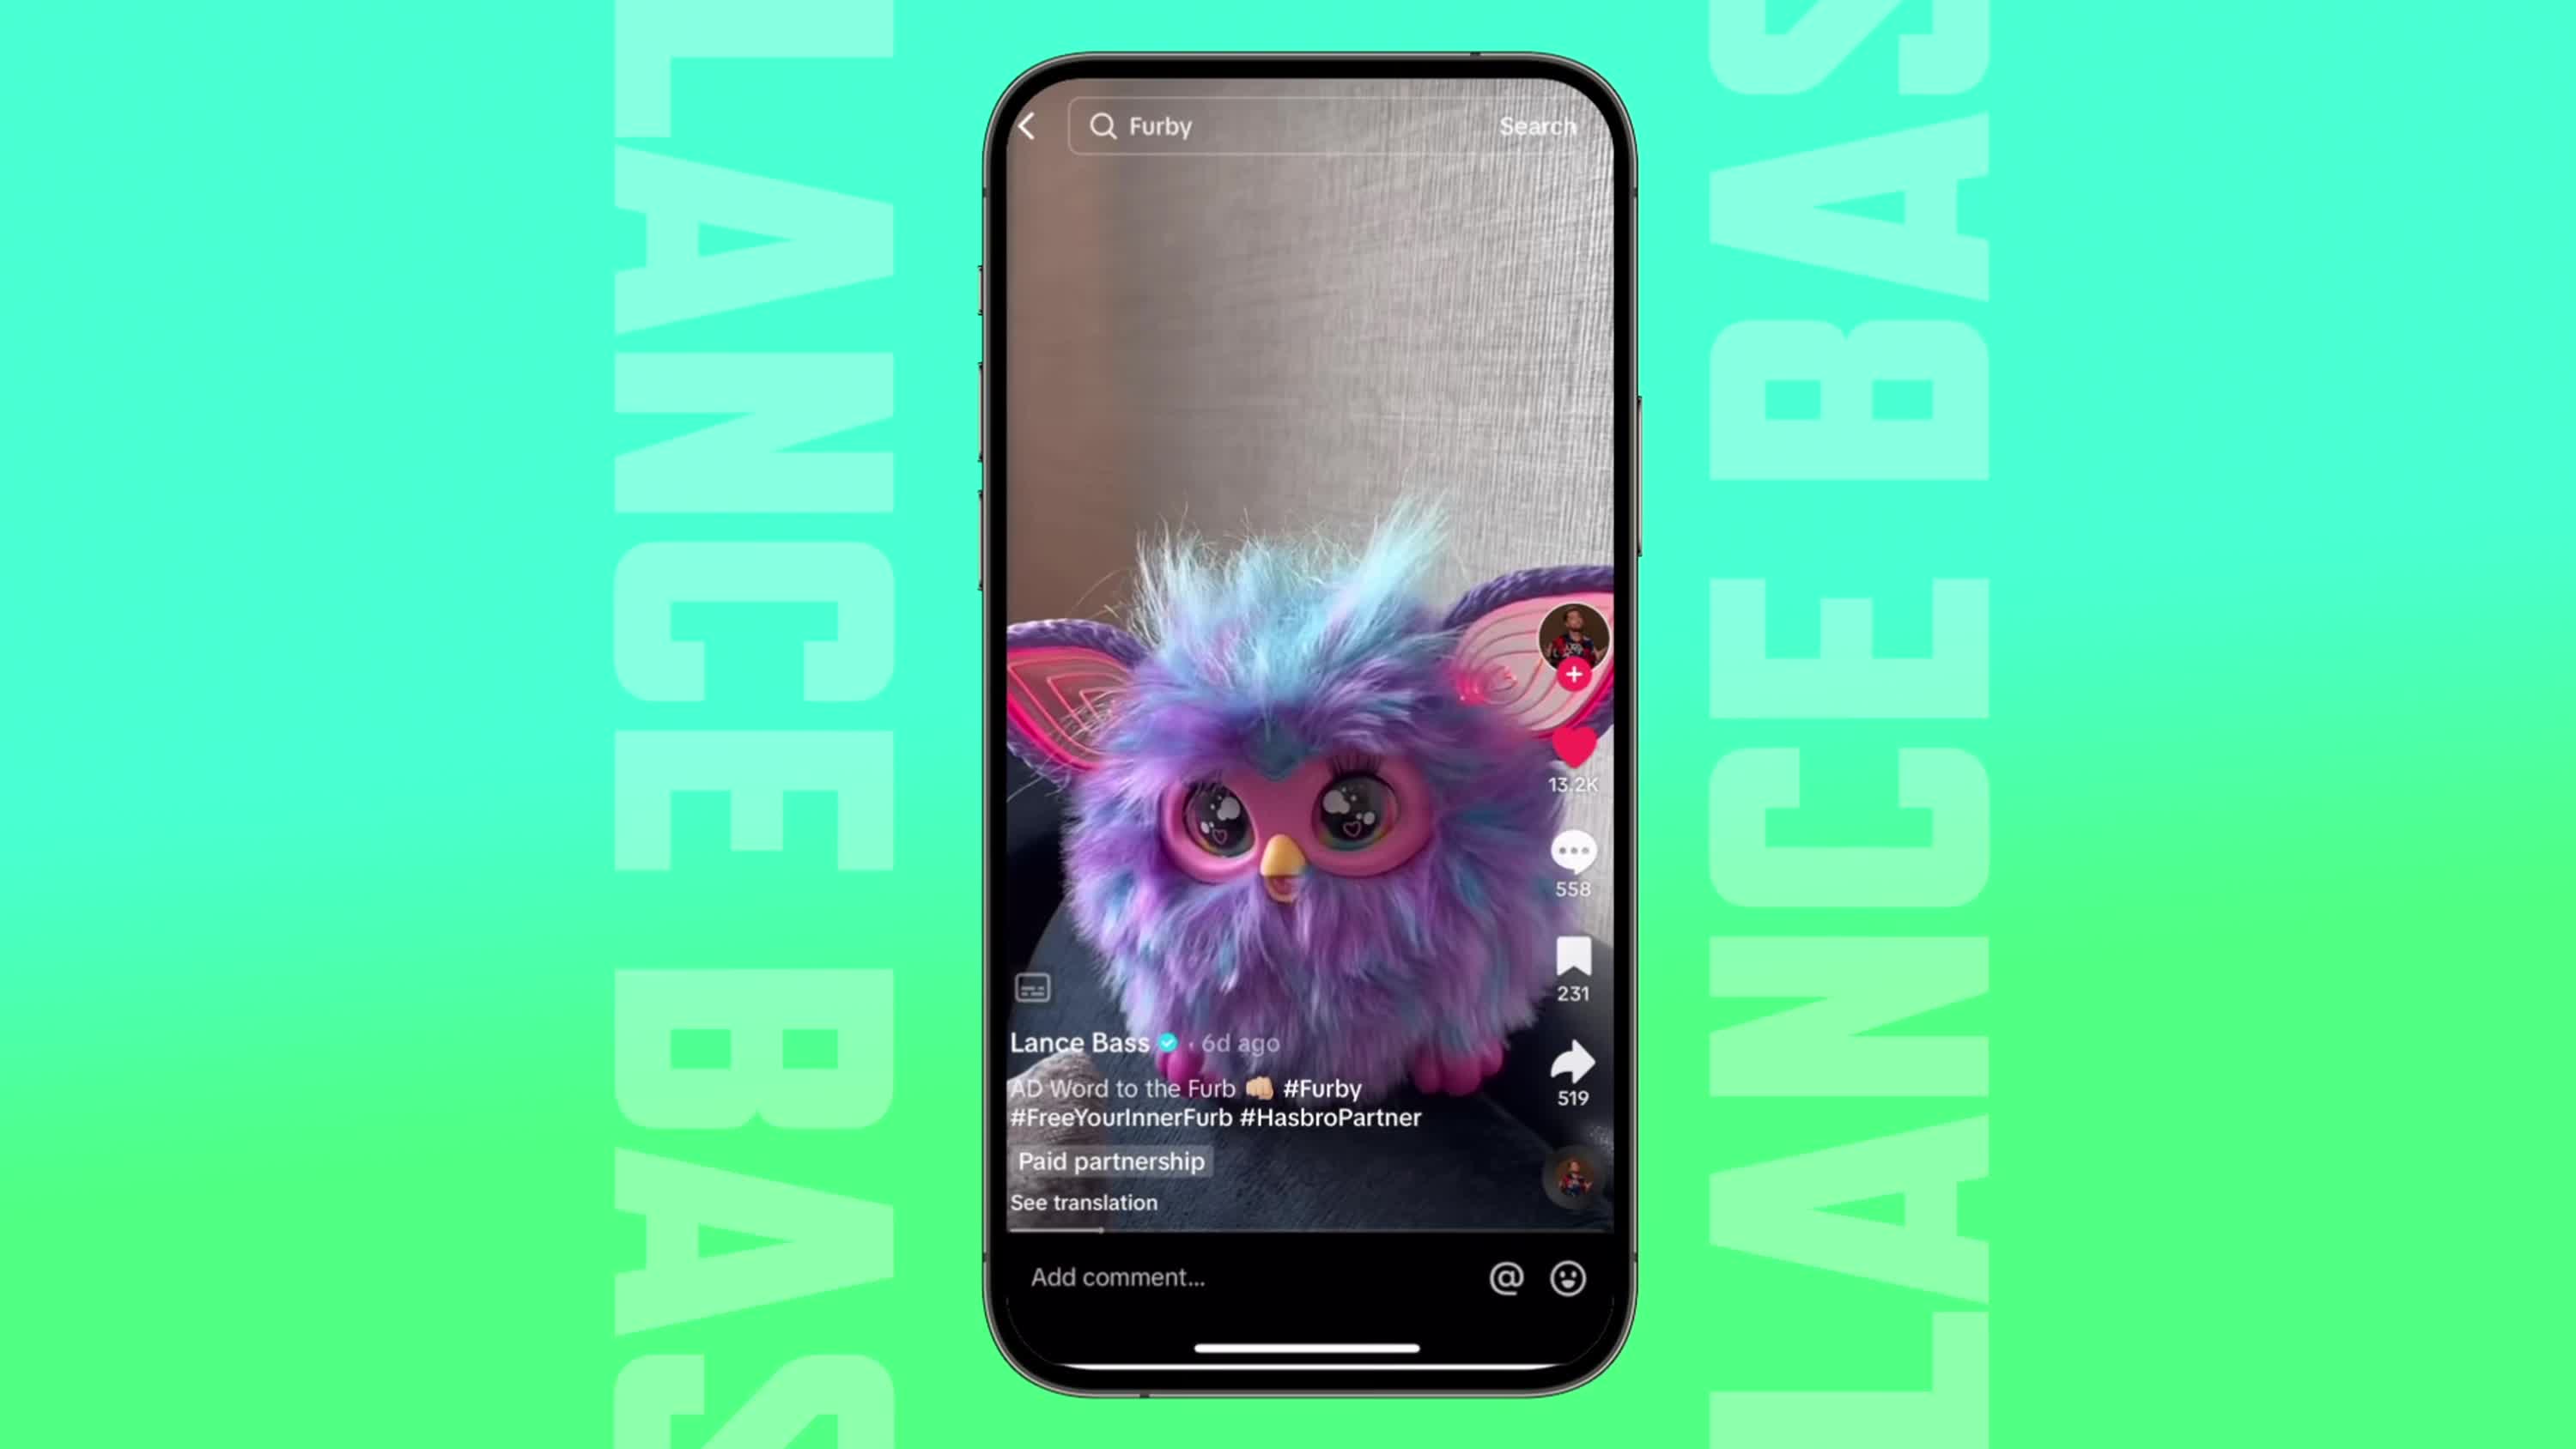 LANCE BAS
Furby
Search
13.2K
558
231
519
Lance Bass · 6d ago
AD Word to the Furb 👊🏼 #Furby
#FreeYourInnerFurb #HasbroPartner
Paid partnership
See translation
Add comment...
@
LANCE BAS